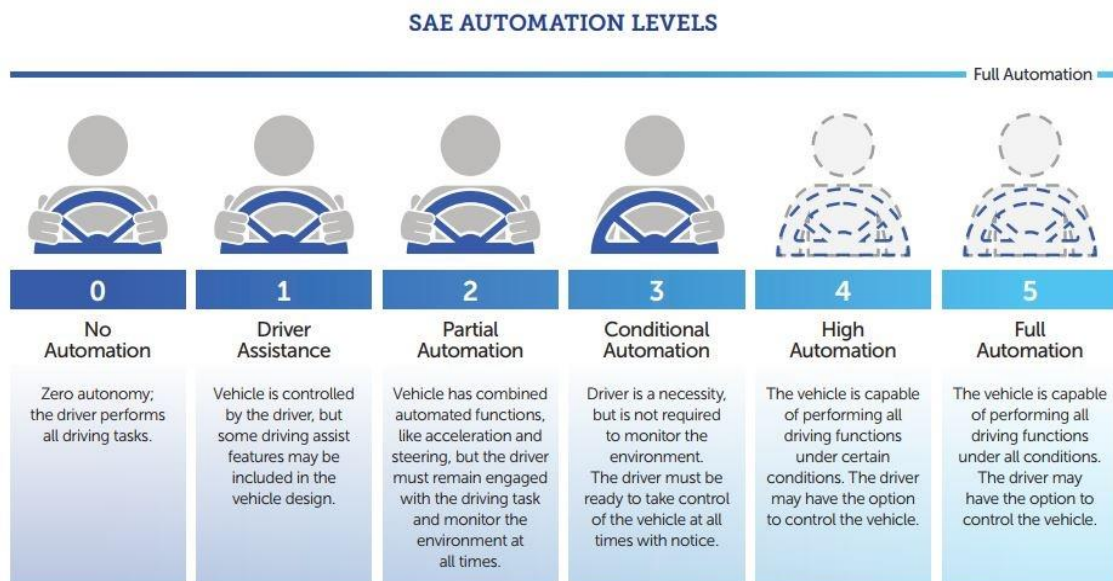 SAE AUTOMATION LEVELS
Full Automation
0
No
Automation
Zero autonomy;
the driver performs
all driving tasks.
1
Driver
Assistance
Vehicle is controlled
by the driver, but
some driving assist
features may be
included in the
vehicle design.
2
Partial
Automation
Vehicle has combined
automated functions,
like acceleration and
steering, but the driver
must remain engaged
with the driving task
and monitor the
environment at
all times.
3
Conditional
Automation
Driver is a necessity,
but is not required
to monitor the
environment.
The driver must be
ready to take control
of the vehicle at all
times with notice.
4
High
Automation
The vehicle is capable
of performing all
driving functions
under certain
conditions. The driver
may have the option
to control the vehicle.
5
Full
Automation
The vehicle is capable
of performing all
driving functions
under all conditions.
The driver may
have the option to
control the vehicle.